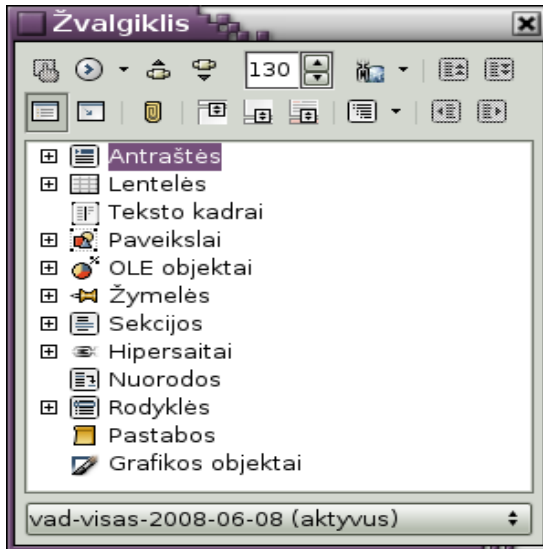 Žvalgiklis
130
Antraštės
Lentelės
Teksto kadrai
Paveikslai
OLE objektai
Žymelės
Sekcijos
Hipersaitai
Nuorodos
Rodyklės
Pastabos
Grafikos objektai
vad-visas-2008-06-08 (aktyvus)